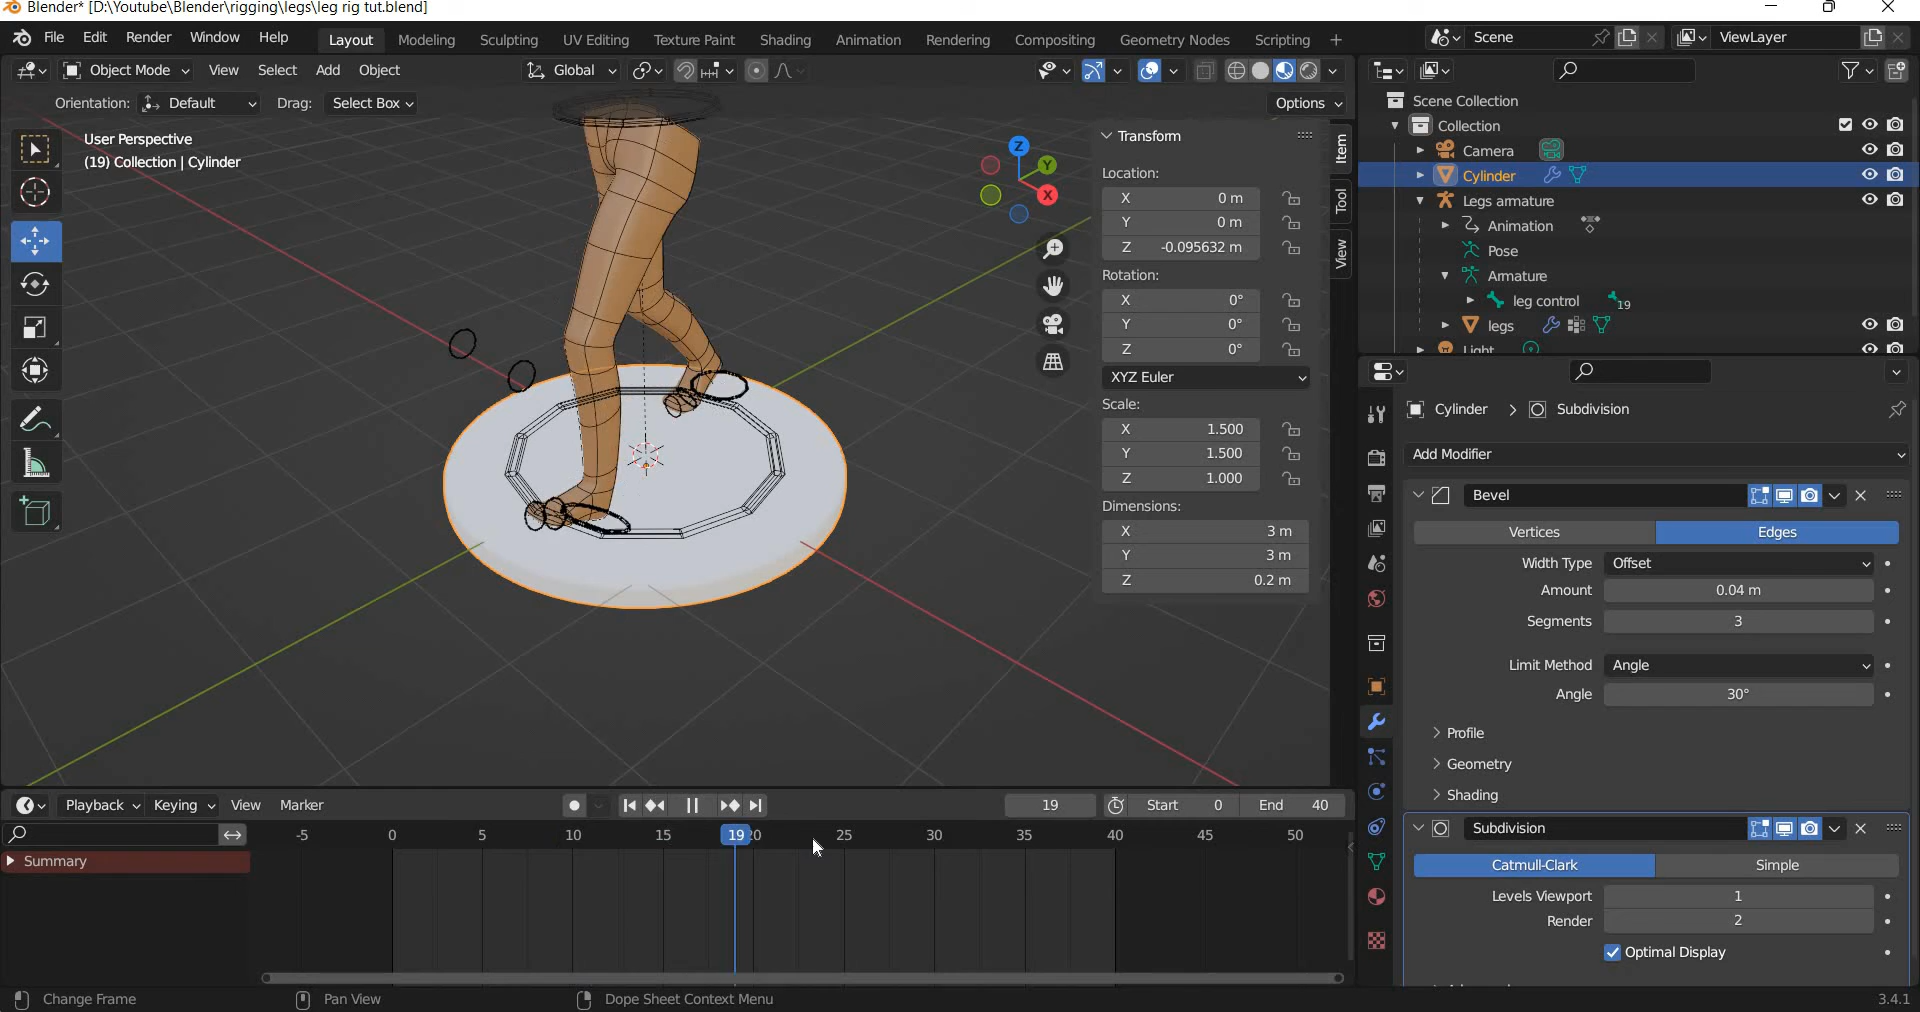 Blender* [D:\Youtube\Blender\rigging\legs\leg rig tut.blend]
File Edit Render Window Help Layout Modeling Sculpting UV Editing Texture Paint Shading Animation Rendering Compositing Geometry Nodes Scripting + Scene ViewLayer
Object Mode View Select Add Object Global
Orientation: Default Drag: Select Box Options
User Perspective
(19) Collection | Cylinder
Z
Y
X
Transform
Location:
X 0 m
Y 0 m
Z -0.095632 m
Rotation:
X 0°
Y 0°
Z 0°
XYZ Euler
Scale:
X 1.500
Y 1.500
Z 1.000
Dimensions:
X 3 m
Y 3 m
Z 0.2 m
Item
Tool
View
Scene Collection
Collection
Camera
Cylinder
Legs armature
Animation
Pose
Armature
leg control 19
legs
Light
Cylinder > Subdivision
Add Modifier
Bevel
Vertices Edges
Width Type Offset
Amount 0.04 m
Segments 3
Limit Method Angle
Angle 30°
Profile
Geometry
Shading
Subdivision
Catmull-Clark Simple
Levels Viewport 1
Render 2
Optimal Display
Playback Keying View Marker 19 Start 0 End 40
-5 0 5 10 15 19 20 25 30 35 40 45 50
Summary
Change Frame Pan View Dope Sheet Context Menu 3.4.1